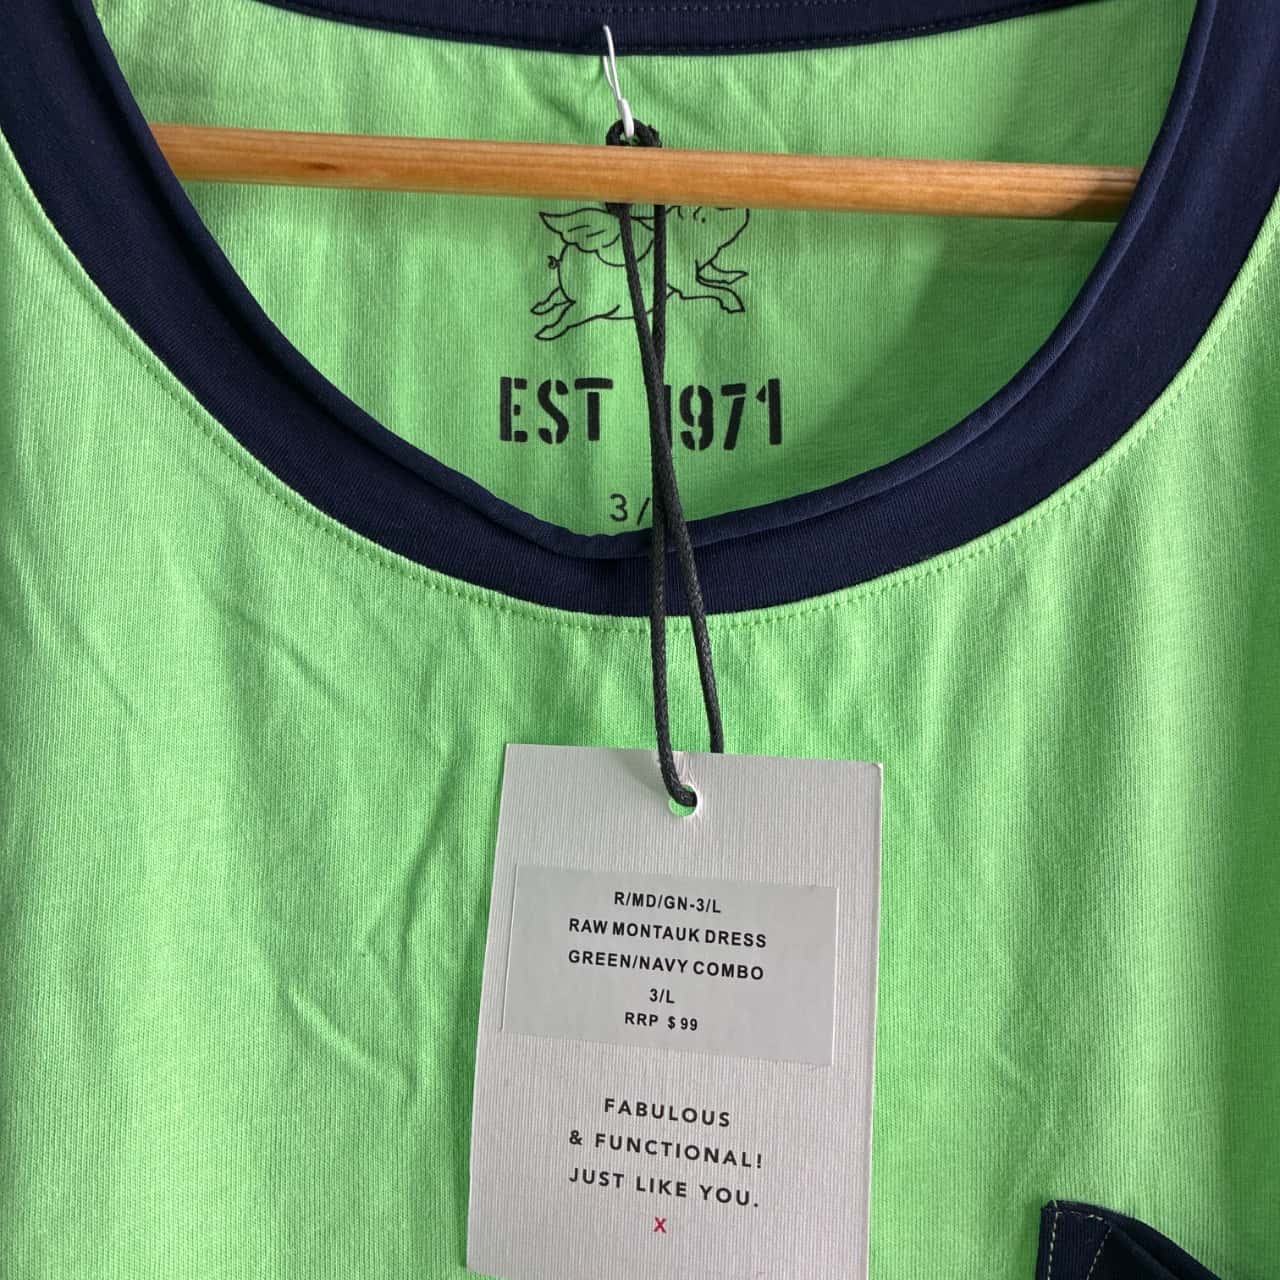 EST 1971
3/
R/MD/GN-3/L
RAW MONTAUK DRESS
GREEN/NAVY COMBO
3/L
RRP $99
FABULOUS
& FUNCTIONAL!
JUST LIKE YOU.
X